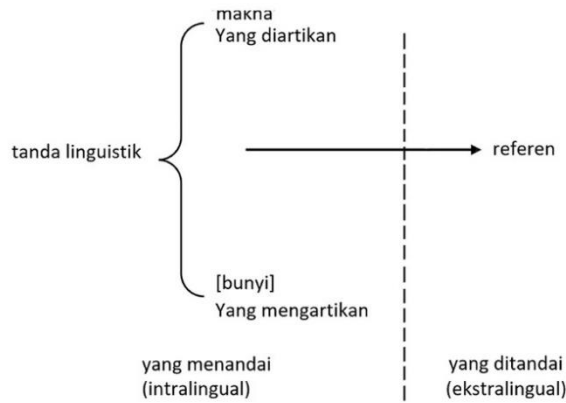 makna
Yang diartikan
tanda linguistik
referen
[bunyi]
Yang mengartikan
yang menandai
(intralingual)
yang ditandai
(ekstralingual)